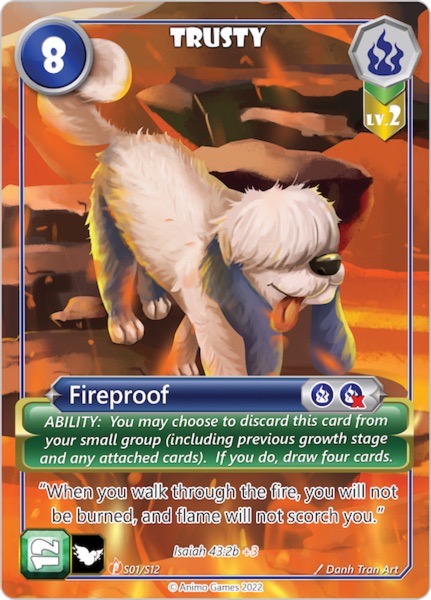 8
TRUSTY
LV.2
Fireproof
ABILITY: You may choose to discard this card from
your small group (including previous growth stage
and any attached cards). If you do, draw four cards.
“When you walk through the fire, you will not
be burned, and flame will not scorch you.”
Isaiah 43:2b +3
12
S01/S12
Danh Tran Art
© Animo Games 2022